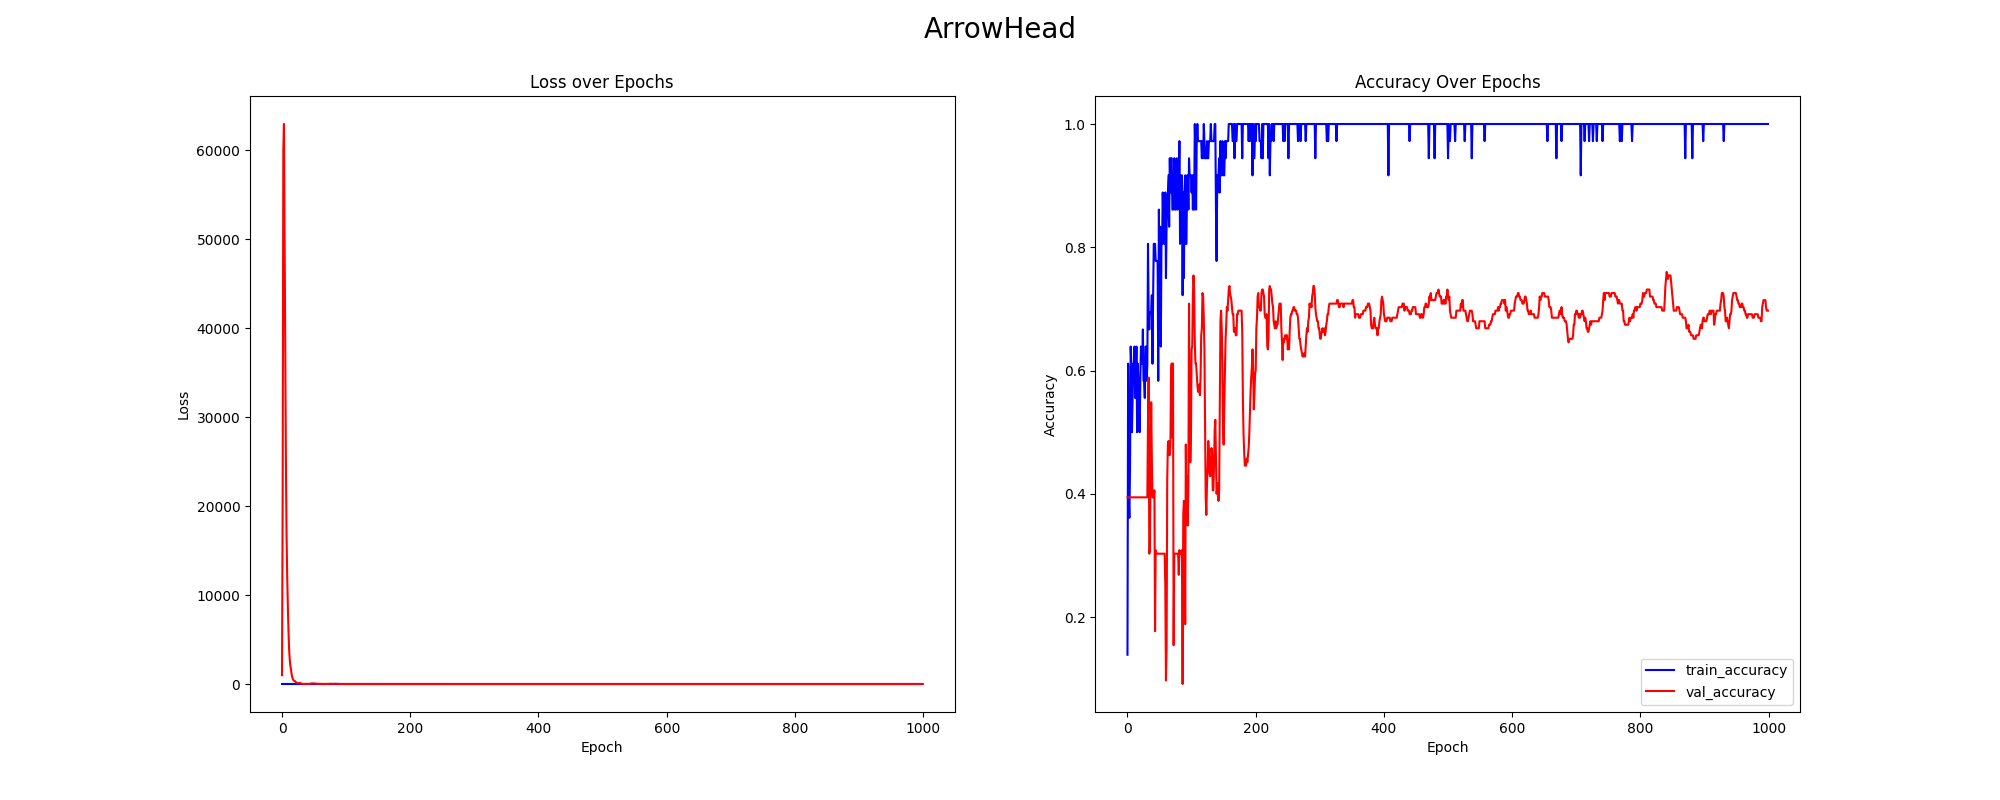 ArrowHead
Loss over Epochs
60000
50000
40000
30000
20000
10000
0
Loss
0 200 400 600 800 1000
Epoch
Accuracy Over Epochs
1.0
0.8
0.6
0.4
0.2
Accuracy
train_accuracy
val_accuracy
0 200 400 600 800 1000
Epoch